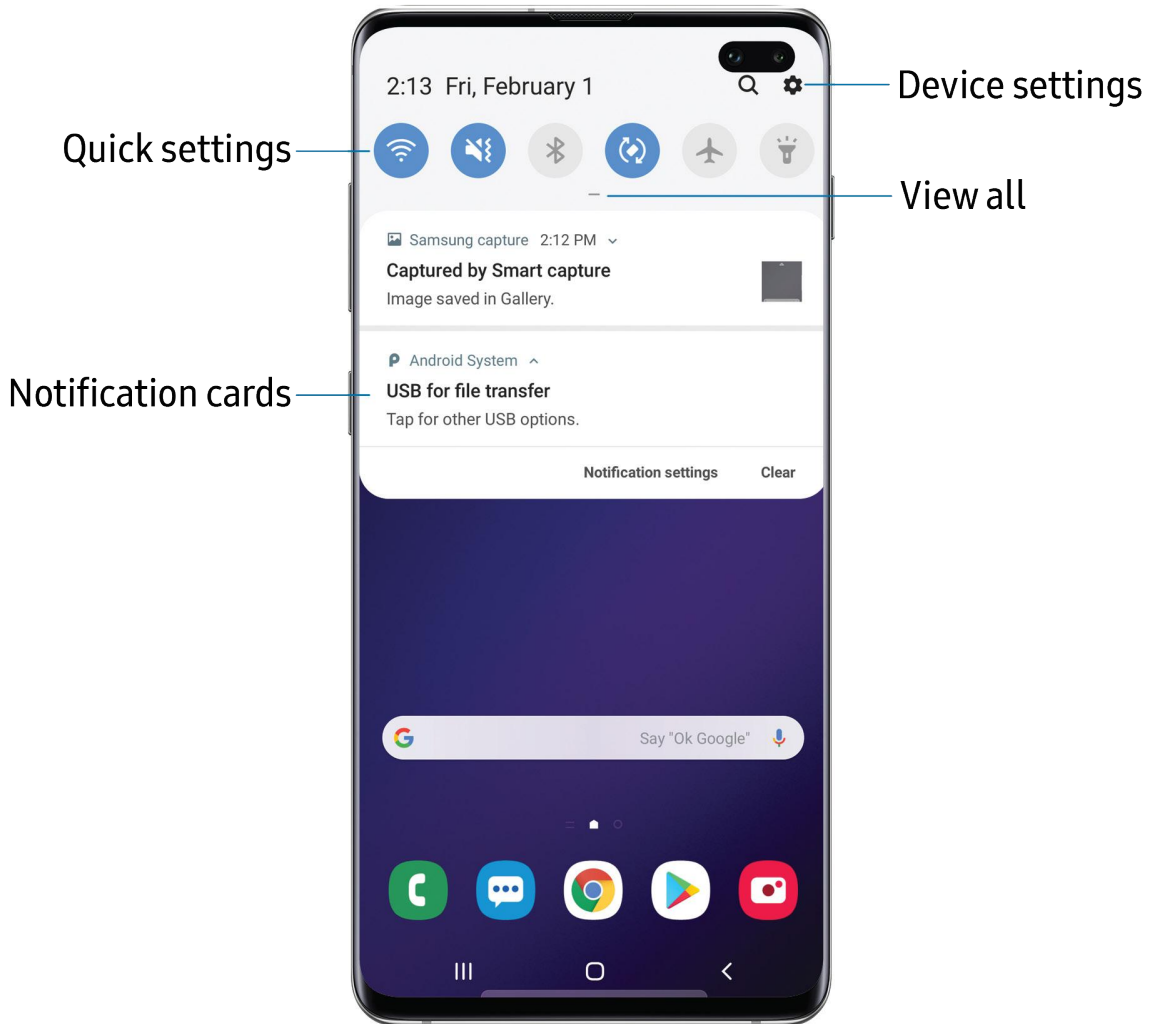 2:13 Fri, February 1
Device settings
Quick settings
View all
Samsung capture 2:12 PM
Captured by Smart capture
Image saved in Gallery.
Android System
Notification cards
USB for file transfer
Tap for other USB options.
Notification settings Clear
G Say "Ok Google"